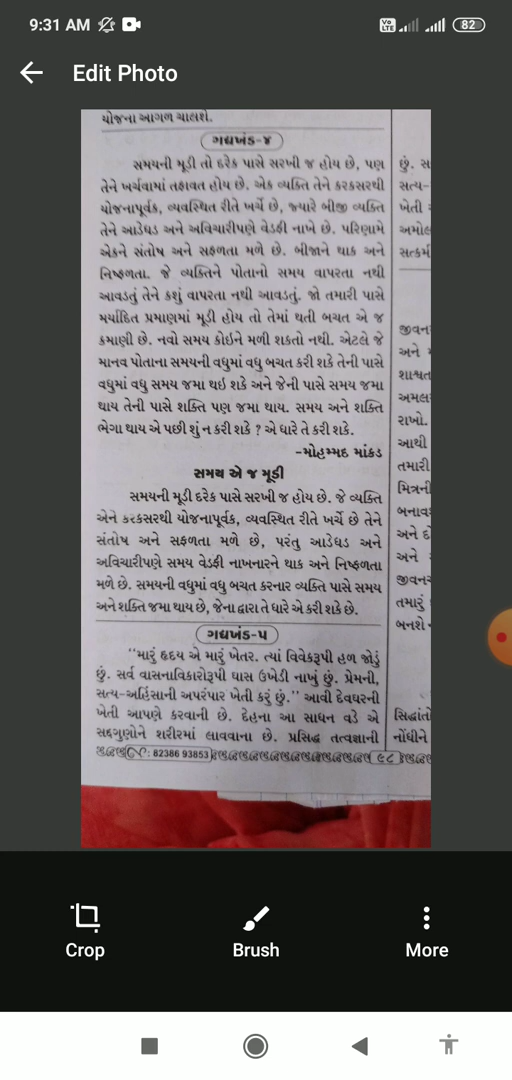 9:31 AM
Vo LTE
82
Edit Photo
યોજના આગળ ચાલશે.
ગદ્યખંડ-૪
સમયની મૂડી તો દરેક પાસે સરખી જ હોય છે, પણ
તેને ખર્ચવામાં તફાવત હોય છે. એક વ્યક્તિ તેને કરકસરથી
યોજનાપૂર્વક, વ્યવસ્થિત રીતે ખર્ચે છે, જ્યારે બીજી વ્યક્તિ
તેને આડેધડ અને અવિચારીપણે વેડફી નાખે છે. પરિણામે
એકને સંતોષ અને સફળતા મળે છે. બીજાને થાક અને
નિષ્ફળતા. જે વ્યક્તિને પોતાનો સમય વાપરતા નથી
આવડતું તેને કશું વાપરતા નથી આવડતું. જો તમારી પાસે
મર્યાદિત પ્રમાણમાં મૂડી હોય તો તેમાં થતી બચત એ જ
કમાણી છે. નવો સમય કોઇને મળી શકતો નથી. એટલે જે
માનવ પોતાના સમયની વધુમાં વધુ બચત કરી શકે તેની પાસે
વધુમાં વધુ સમય જમા થઇ શકે અને જેની પાસે સમય જમા
થાય તેની પાસે શક્તિ પણ જમા થાય. સમય અને શક્તિ
ભેગા થાય એ પછી શું ન કરી શકે ? એ ધારે તે કરી શકે.
-મોહમ્મદ માંકડ
સમય એ જ મૂડી
સમયની મૂડી દરેક પાસે સરખી જ હોય છે. જે વ્યક્તિ
એને કરકસરથી યોજનાપૂર્વક, વ્યવસ્થિત રીતે ખર્ચે છે તેને
સંતોષ અને સફળતા મળે છે, પરંતુ આડેધડ અને
અવિચારીપણે સમય વેડફી નાખનારને થાક અને નિષ્ફળતા
મળે છે. સમયની વધુમાં વધુ બચત કરનાર વ્યક્તિ પાસે સમય
અને શક્તિ જમા થાય છે, જેના દ્વારા તે ધારે એ કરી શકે છે.
ગદ્યખંડ-૫
"મારું હૃદય એ મારું ખેતર. ત્યાં વિવેકરૂપી હળ જોડું
છું. સર્વ વાસનાવિકારોરૂપી ઘાસ ઉખેડી નાખું છું. પ્રેમની,
સત્ય-અહિંસાની અપરંપાર ખેતી કરું છું." આવી દેવઘરની
ખેતી આપણે કરવાની છે. દેહના આ સાધન વડે એ
સદ્દગુણોને શરીરમાં લાવવાના છે. પ્રસિદ્ધ તત્વજ્ઞાની
: 82386 93853
૯૮
છું. સ
સત્ય-
ખેતી
અમોલ
સત્કર્મ
જીવન
અને
શાશ્વત
અમલ
રાખો.
આથી
તમારી
મિત્રની
બનાવ
અને દ
અને
જીવન
તમારું
બનશે
સિદ્ધાંતો
નોંધીને
Crop
Brush
More